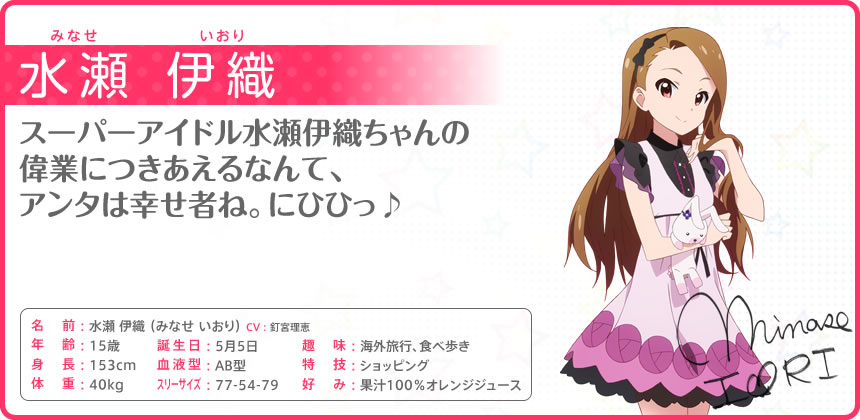 みなせ いおり
水瀬 伊織
スーパーアイドル水瀬伊織ちゃんの
偉業につきあえるなんて、
アンタは幸せ者ね。にひひっ♪
名 前：水瀬 伊織（みなせ いおり） CV：釘宮理恵
年 齢：15歳 誕生日：5月5日 趣 味：海外旅行、食べ歩き
身 長：153cm 血液型：AB型 特 技：ショッピング
体 重：40kg スリーサイズ：77-54-79 好 み：果汁100％オレンジジュース
Minase
IORI